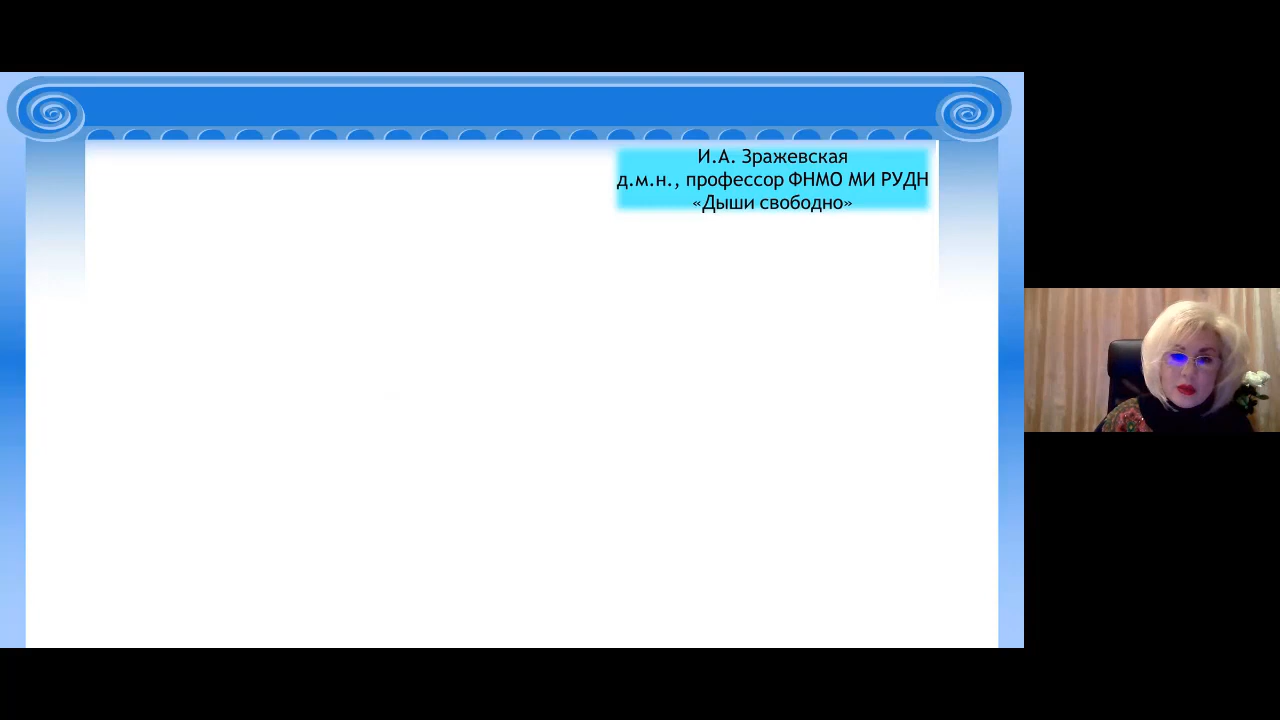 И.А. Зражевская
д.м.н., профессор ФНМО МИ РУДН
«Дыши свободно»